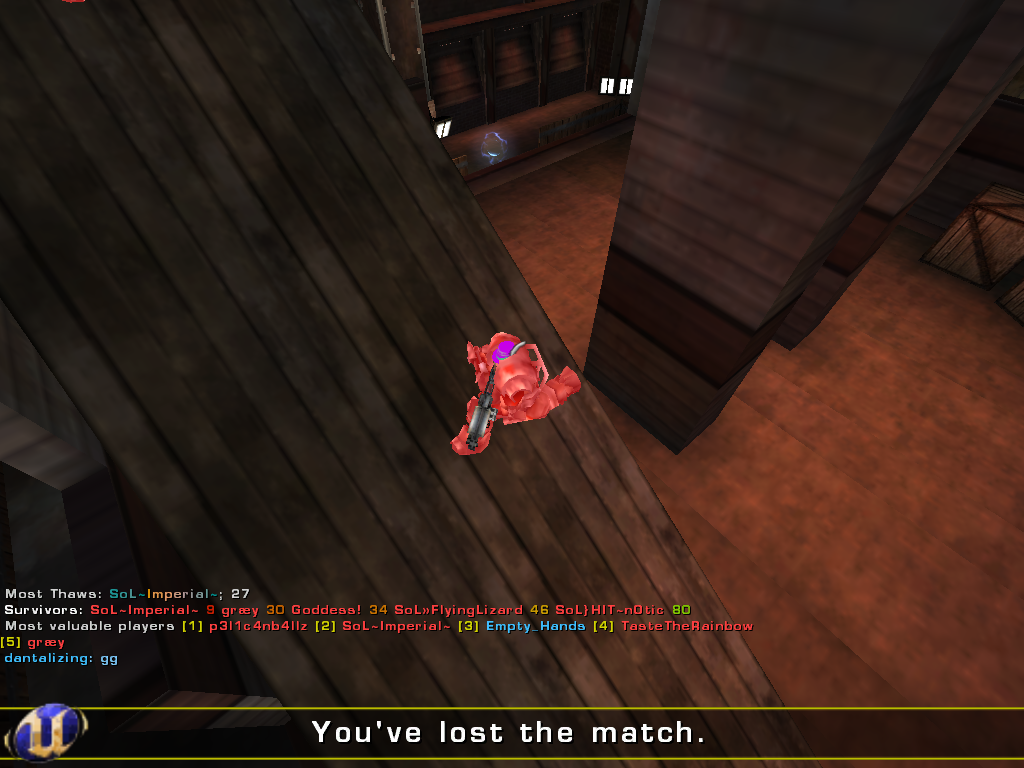 Most Thaws: SoL~Imperial~; 27
Survivors: SoL~Imperial~ 9 græy 30 Goddess! 34 SoL»FlyingLizard 46 SoL}HIT~n0tic 80
Most valuable players [1] p3l1c4nb4llz [2] SoL~Imperial~ [3] Empty_Hands [4] TasteTheRainbow
[5] græy
dantalizing: gg
You've lost the match.